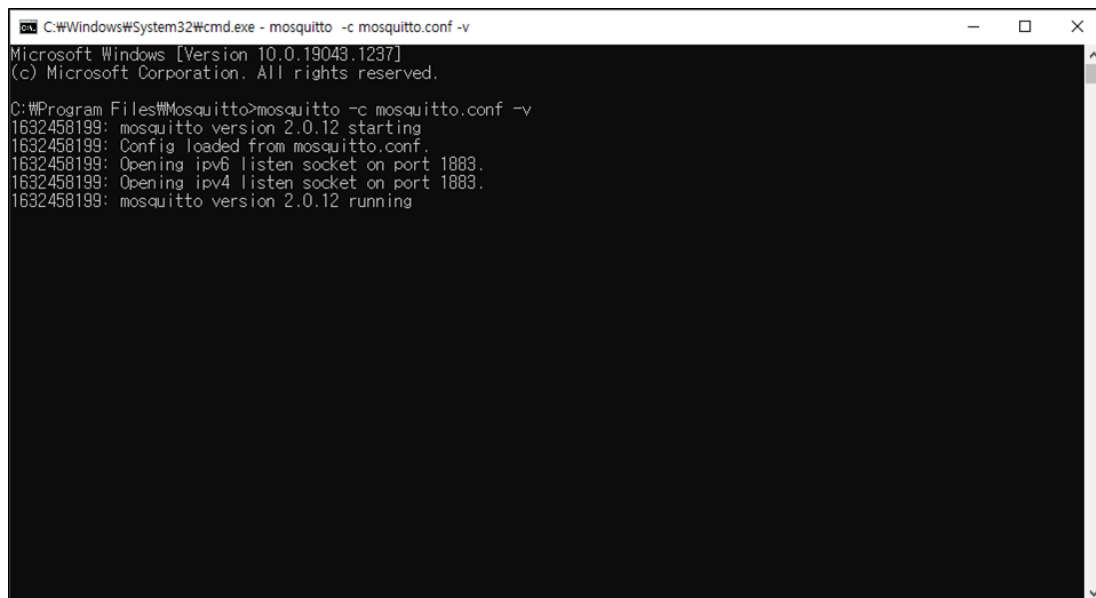 C:₩Windows₩System32₩cmd.exe - mosquitto  -c mosquitto.conf -v
Microsoft Windows [Version 10.0.19043.1237]
(c) Microsoft Corporation. All rights reserved.
C:₩Program Files₩Mosquitto>mosquitto -c mosquitto.conf -v
1632458199: mosquitto version 2.0.12 starting
1632458199: Config loaded from mosquitto.conf.
1632458199: Opening ipv6 listen socket on port 1883.
1632458199: Opening ipv4 listen socket on port 1883.
1632458199: mosquitto version 2.0.12 running